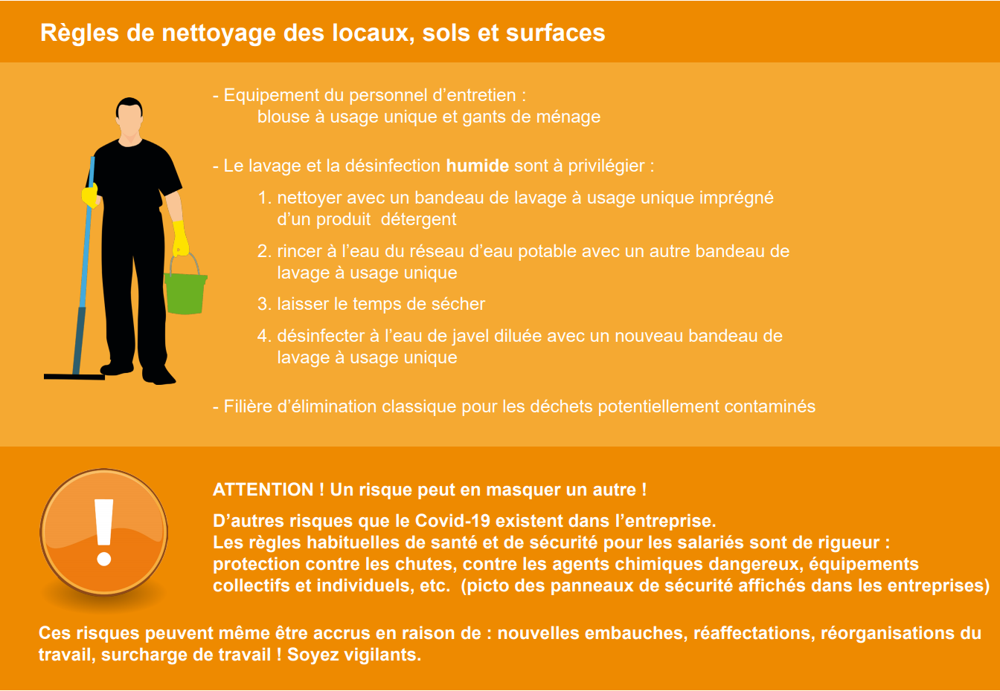 Règles de nettoyage des locaux, sols et surfaces
- Equipement du personnel d’entretien :
blouse à usage unique et gants de ménage
- Le lavage et la désinfection humide sont à privilégier :
1. nettoyer avec un bandeau de lavage à usage unique imprégné
d’un produit  détergent
2. rincer à l’eau du réseau d’eau potable avec un autre bandeau de
lavage à usage unique
3. laisser le temps de sécher
4. désinfecter à l’eau de javel diluée avec un nouveau bandeau de
lavage à usage unique
- Filière d’élimination classique pour les déchets potentiellement contaminés
ATTENTION ! Un risque peut en masquer un autre !
D’autres risques que le Covid-19 existent dans l’entreprise.
Les règles habituelles de santé et de sécurité pour les salariés sont de rigueur :
protection contre les chutes, contre les agents chimiques dangereux, équipements
collectifs et individuels, etc.  (picto des panneaux de sécurité affichés dans les entreprises)
Ces risques peuvent même être accrus en raison de : nouvelles embauches, réaffectations, réorganisations du
travail, surcharge de travail ! Soyez vigilants.